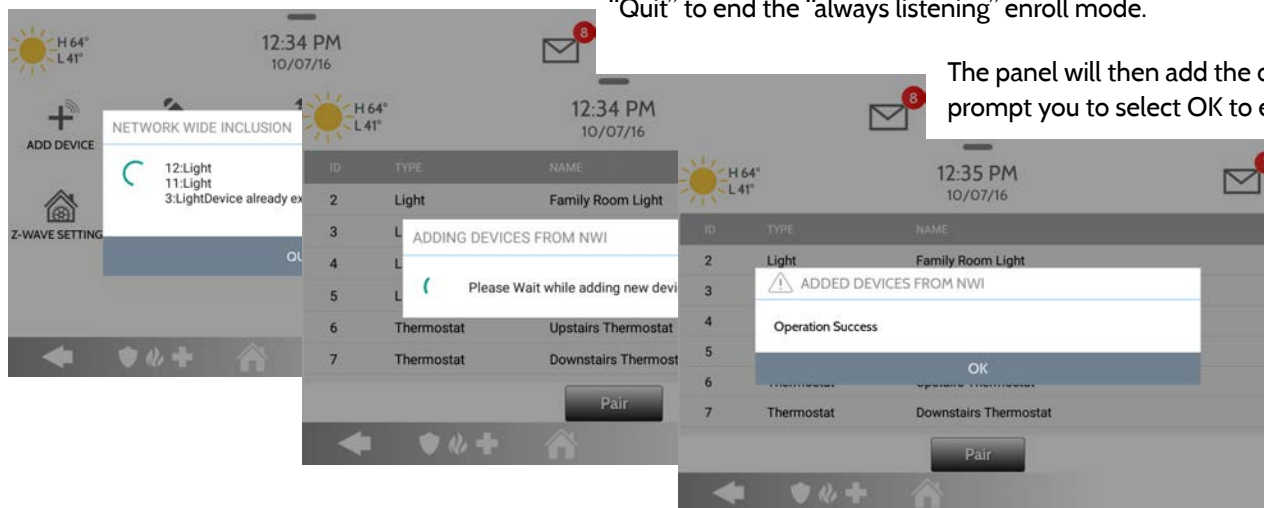 “Quit” to end the “always listening” enroll mode.
The panel will then add the
prompt you to select OK to
H 64°
L 41°
12:34 PM
10/07/16
8
ADD DEVICE
Z-WAVE SETTING
NETWORK WIDE INCLUSION
12:Light
11:Light
3:LightDevice already ex
QU
H 64°
L 41°
12:34 PM
10/07/16
8
ID TYPE NAME
2 Light Family Room Light
3 L
4 L
5 L
6 Thermostat Upstairs Thermostat
7 Thermostat Downstairs Thermost
ADDING DEVICES FROM NWI
Please Wait while adding new devi
Pair
H 64°
L 41°
12:35 PM
10/07/16
ID TYPE NAME
2 Light Family Room Light
3
4
5
6 Thermostat Upstairs Thermostat
7 Thermostat Downstairs Thermostat
ADDED DEVICES FROM NWI
Operation Success
OK
Pair